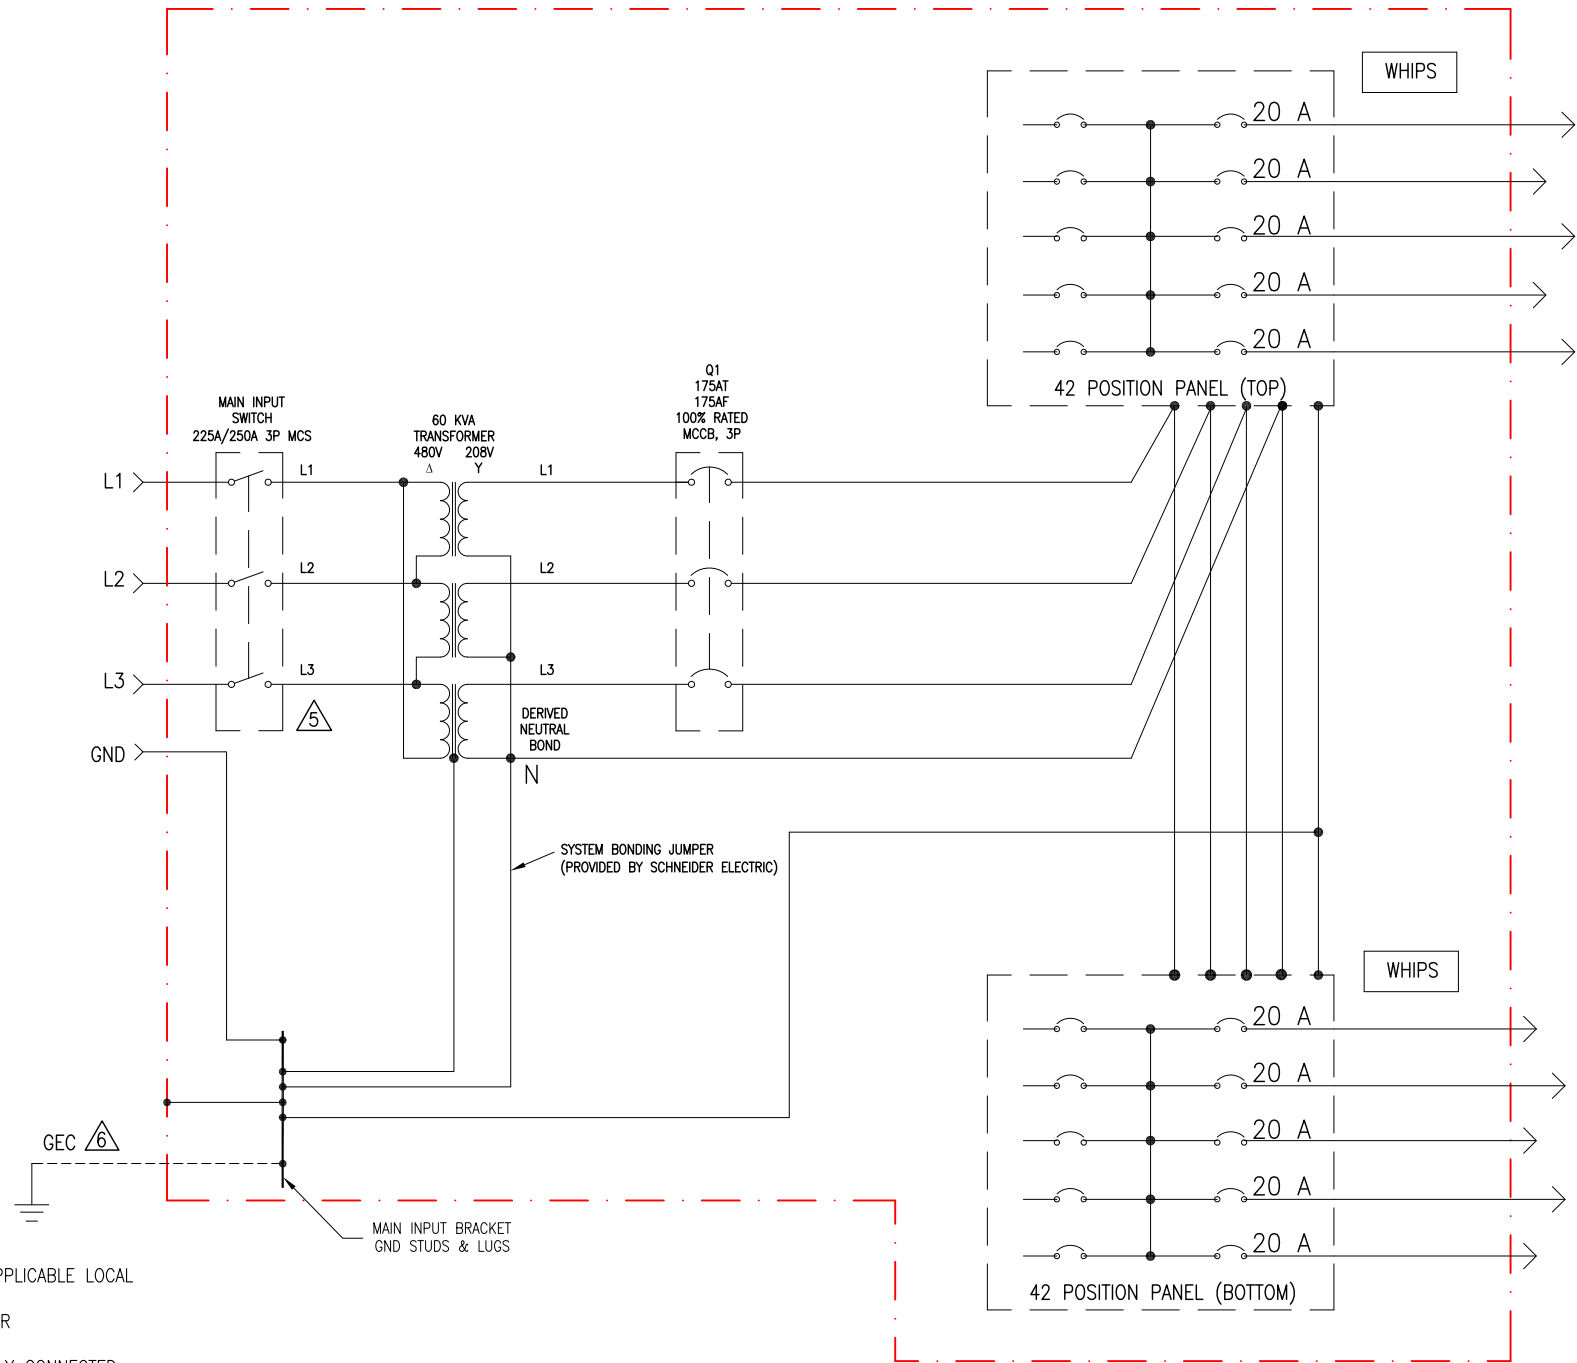 WHIPS
20 A
20 A
20 A
20 A
20 A
42 POSITION PANEL (TOP)
MAIN INPUT
SWITCH
225A/250A 3P MCS
60 KVA
TRANSFORMER
480V 208V
Δ Y
Q1
175AT
175AF
100% RATED
MCCB, 3P
L1
L1
L1
L2
L2
L2
L3
L3
L3
5
DERIVED
NEUTRAL
BOND
N
GND
SYSTEM BONDING JUMPER
(PROVIDED BY SCHNEIDER ELECTRIC)
WHIPS
20 A
20 A
20 A
20 A
20 A
42 POSITION PANEL (BOTTOM)
GEC 6
MAIN INPUT BRACKET
GND STUDS & LUGS
PPLICABLE LOCAL
R
Y CONNECTED